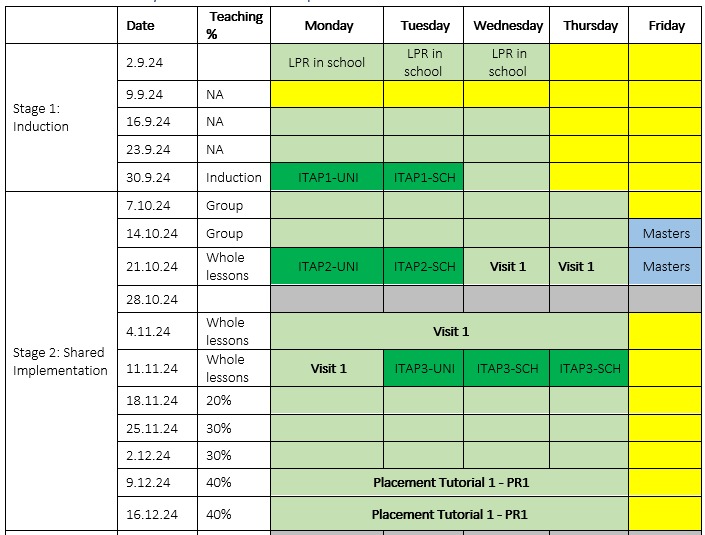 Date Teaching % Monday Tuesday Wednesday Thursday Friday
Stage 1: Induction
2.9.24 LPR in school LPR in school LPR in school
9.9.24 NA
16.9.24 NA
23.9.24 NA
30.9.24 Induction ITAP1-UNI ITAP1-SCH
Stage 2: Shared Implementation
7.10.24 Group
14.10.24 Group Masters
21.10.24 Whole lessons ITAP2-UNI ITAP2-SCH Visit 1 Visit 1 Masters
28.10.24
4.11.24 Whole lessons Visit 1
11.11.24 Whole lessons Visit 1 ITAP3-UNI ITAP3-SCH ITAP3-SCH
18.11.24 20%
25.11.24 30%
2.12.24 30%
9.12.24 40% Placement Tutorial 1 - PR1
16.12.24 40% Placement Tutorial 1 - PR1